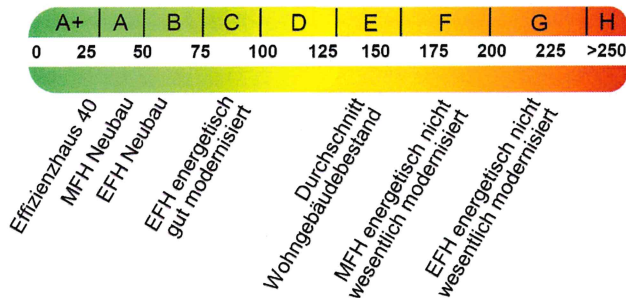 A+ A B C D E F G H
0 25 50 75 100 125 150 175 200 225 >250
Effizienzhaus 40
MFH Neubau
EFH Neubau
EFH energetisch
gut modernisiert
Durchschnitt
Wohngebäudebestand
MFH energetisch nicht
wesentlich modernisiert
EFH energetisch nicht
wesentlich modernisiert